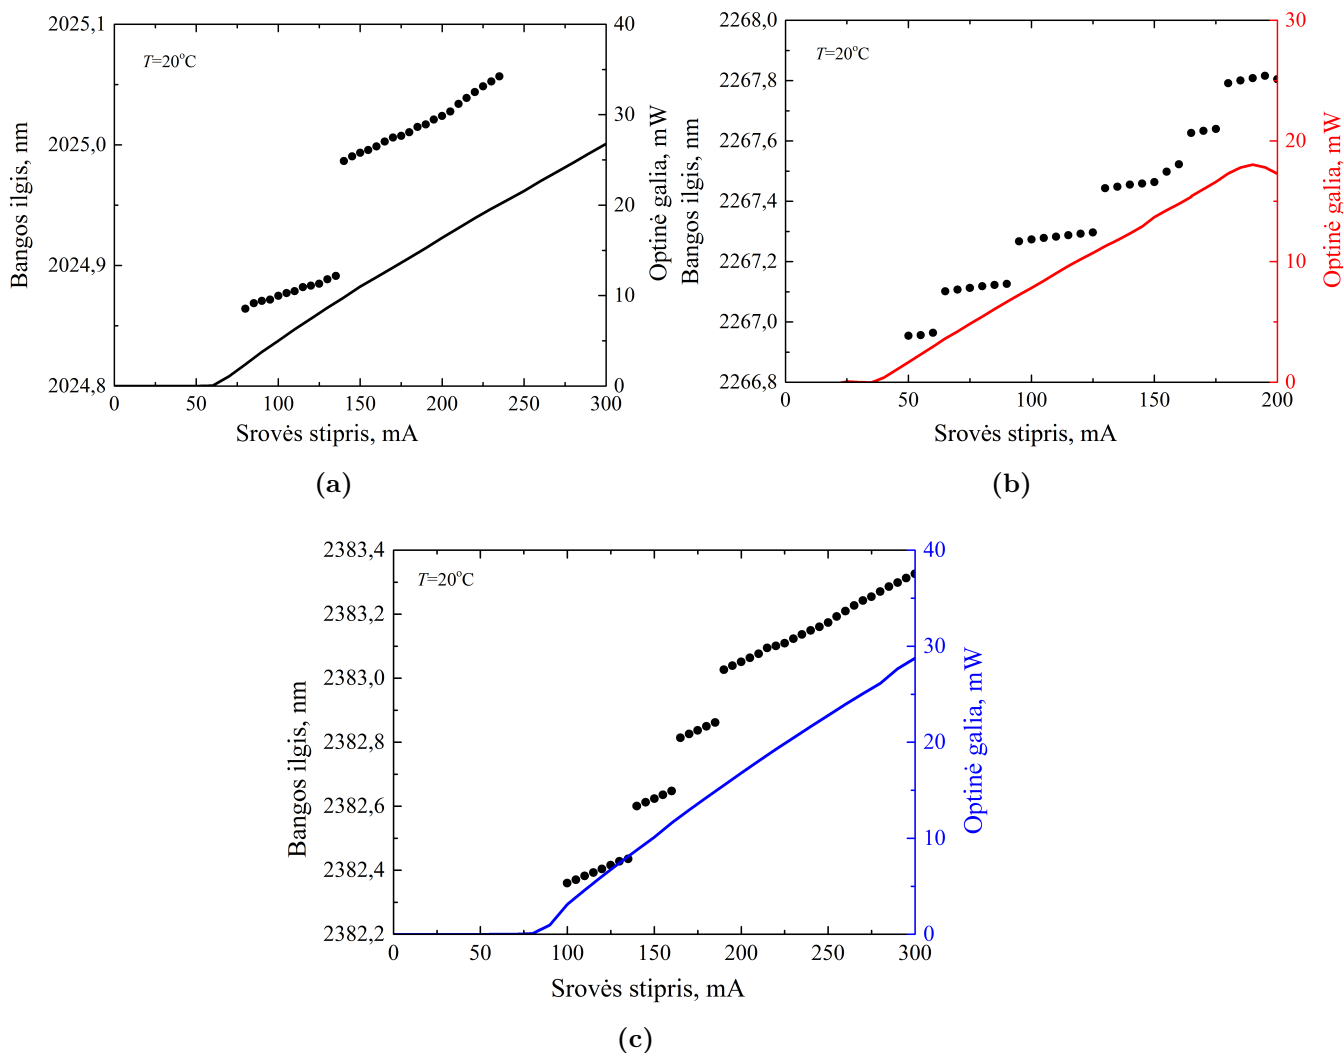 2025,1
2025,0
2024,9
2024,8
Bangos ilgis, nm
T=20°C
40
30
20
10
0
Optinė galia, mW
0 50 100 150 200 250 300
Srovės stipris, mA
(a)
2268,0
2267,8
2267,6
2267,4
2267,2
2267,0
2266,8
Bangos ilgis, nm
T=20°C
30
20
10
0
Optinė galia, mW
0 50 100 150 200
Srovės stipris, mA
(b)
2383,4
2383,2
2383,0
2382,8
2382,6
2382,4
2382,2
Bangos ilgis, nm
T=20°C
40
30
20
10
0
Optinė galia, mW
0 50 100 150 200 250 300
Srovės stipris, mA
(c)